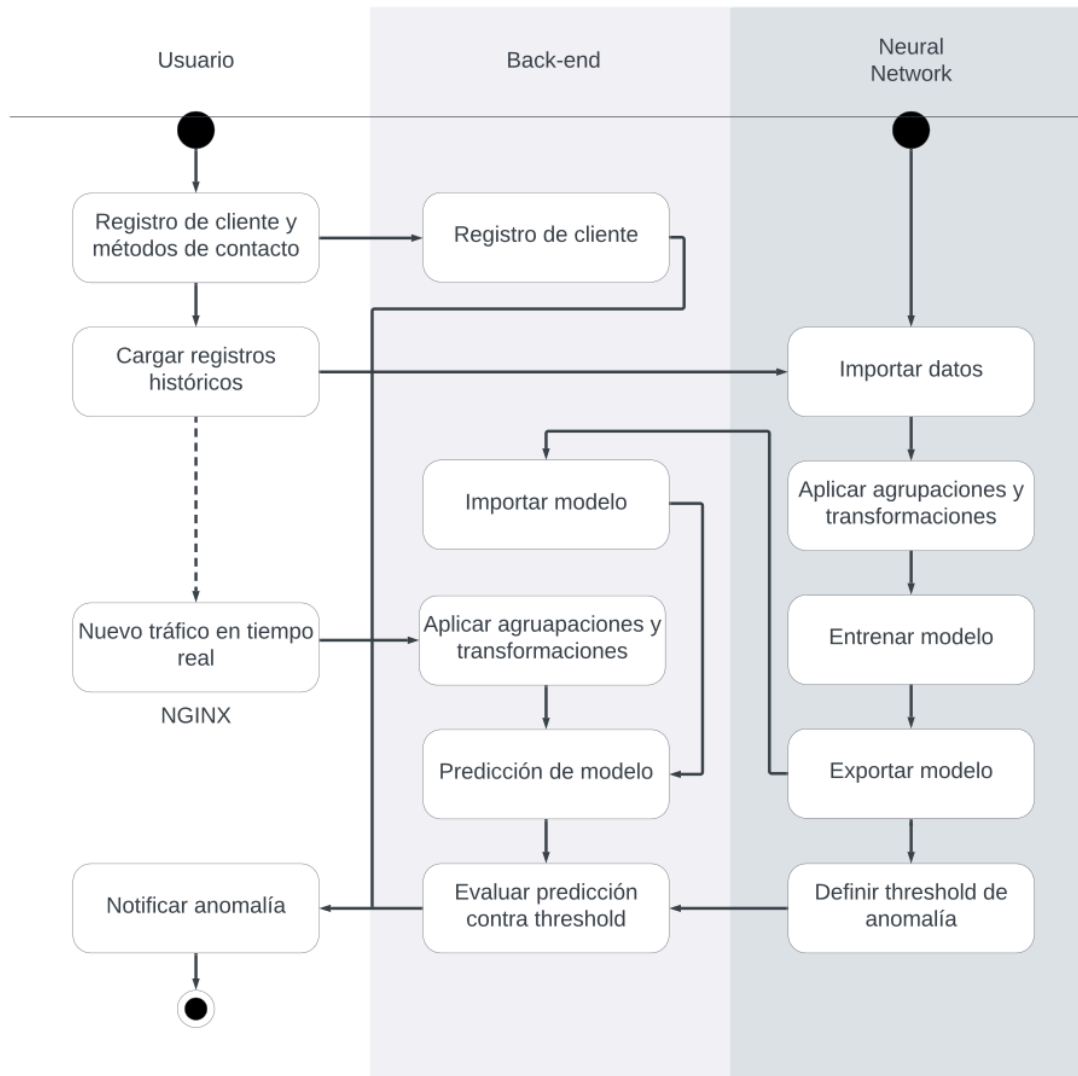 Usuario
Back-end
Neural
Network
Registro de cliente y
métodos de contacto
Registro de cliente
Cargar registros
históricos
Importar datos
Importar modelo
Aplicar agrupaciones y
transformaciones
Nuevo tráfico en tiempo
real
NGINX
Aplicar agruapaciones y
transformaciones
Entrenar modelo
Predicción de modelo
Exportar modelo
Notificar anomalía
Evaluar predicción
contra threshold
Definir threshold de
anomalía